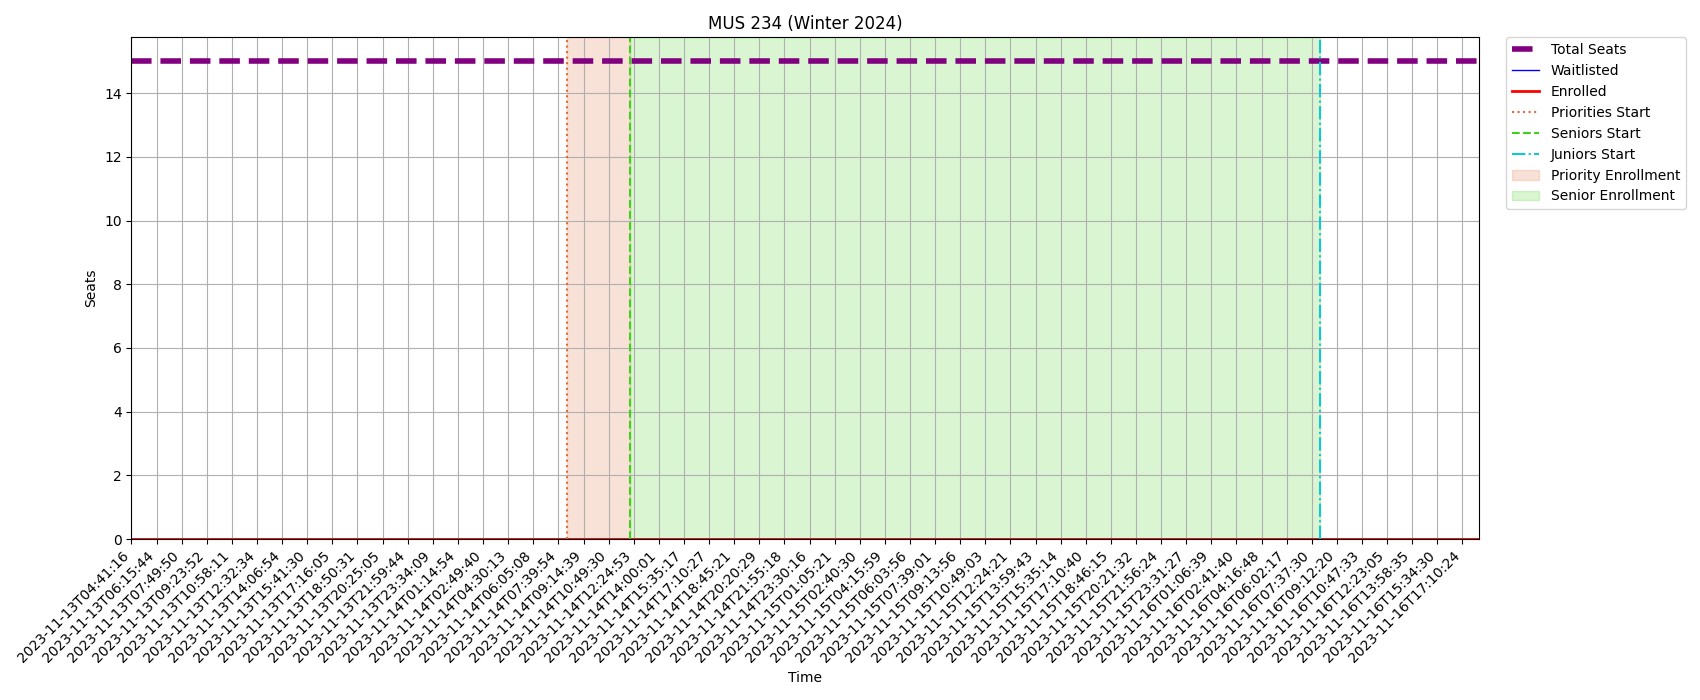 MUS 234 (Winter 2024)
Total Seats
Waitlisted
Enrolled
Priorities Start
Seniors Start
Juniors Start
Priority Enrollment
Senior Enrollment
Seats
14
12
10
8
6
4
2
0
2023-11-13T04:41:16
2023-11-13T06:15:44
2023-11-13T07:49:50
2023-11-13T09:23:52
2023-11-13T10:58:11
2023-11-13T12:32:34
2023-11-13T14:06:54
2023-11-13T15:41:30
2023-11-13T17:16:05
2023-11-13T18:50:31
2023-11-13T20:25:05
2023-11-13T21:59:44
2023-11-13T23:34:09
2023-11-14T01:14:54
2023-11-14T02:49:40
2023-11-14T04:30:13
2023-11-14T06:05:08
2023-11-14T07:39:54
2023-11-14T09:14:39
2023-11-14T10:49:30
2023-11-14T12:24:53
2023-11-14T14:00:01
2023-11-14T15:35:17
2023-11-14T17:10:27
2023-11-14T18:45:21
2023-11-14T20:20:29
2023-11-14T21:55:18
2023-11-14T23:30:16
2023-11-15T01:05:21
2023-11-15T02:40:30
2023-11-15T04:15:59
2023-11-15T06:03:56
2023-11-15T07:39:01
2023-11-15T09:13:56
2023-11-15T10:49:03
2023-11-15T12:24:21
2023-11-15T13:59:43
2023-11-15T15:35:14
2023-11-15T17:10:40
2023-11-15T18:46:15
2023-11-15T20:21:32
2023-11-15T21:56:24
2023-11-15T23:31:27
2023-11-16T01:06:39
2023-11-16T02:41:40
2023-11-16T04:16:48
2023-11-16T06:02:17
2023-11-16T07:37:30
2023-11-16T09:12:20
2023-11-16T10:47:33
2023-11-16T12:23:05
2023-11-16T13:58:35
2023-11-16T15:34:30
2023-11-16T17:10:24
Time